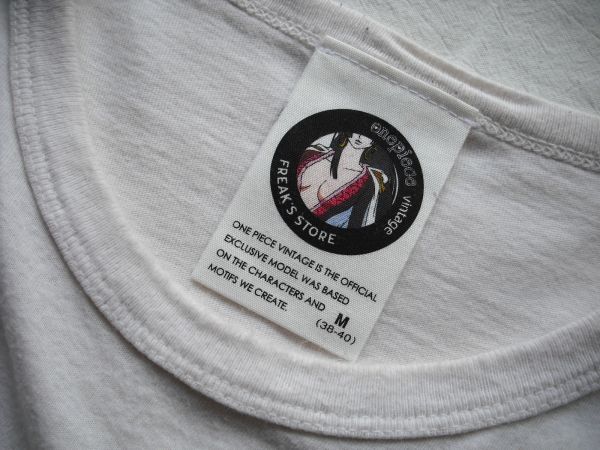 onepiece vintage
FREAK'S STORE
ONE PIECE VINTAGE IS THE OFFICIAL
EXCLUSIVE MODEL WAS BASED
ON THE CHARACTERS AND
MOTIFS WE CREATE.
M
(38-40)